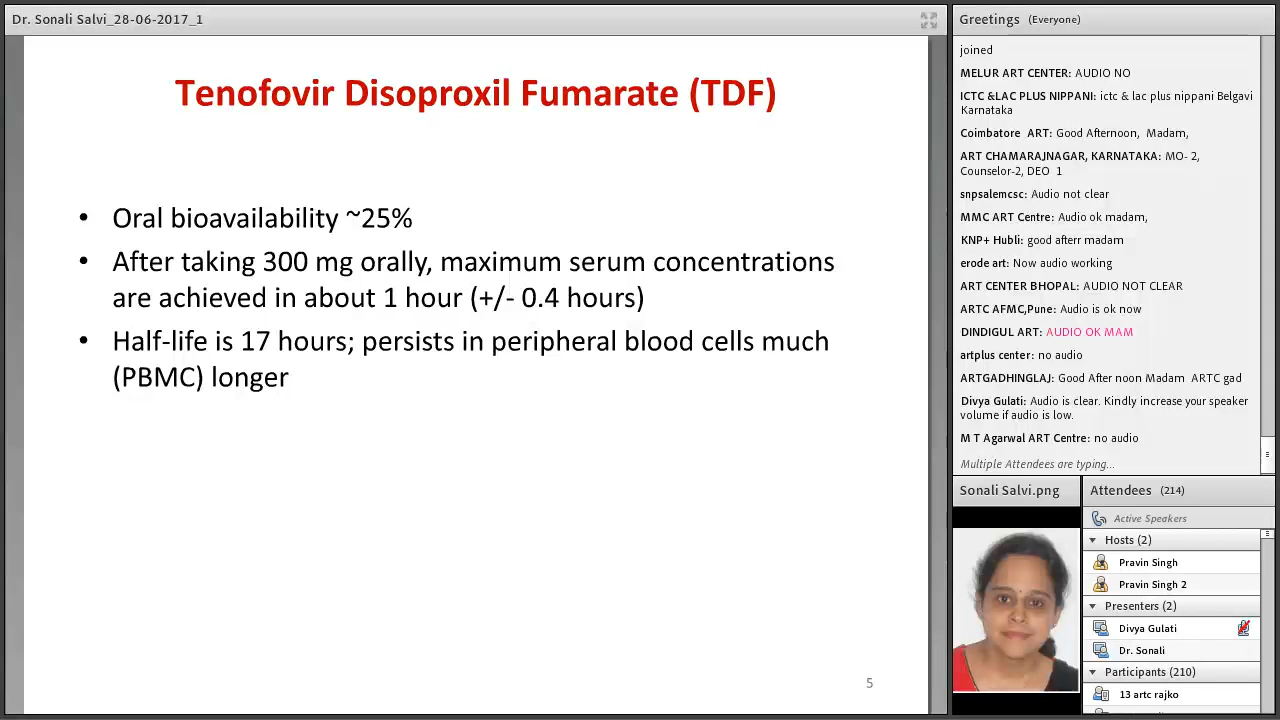 Dr. Sonali Salvi_28-06-2017_1
Tenofovir Disoproxil Fumarate (TDF)
• Oral bioavailability ~25%
• After taking 300 mg orally, maximum serum concentrations
are achieved in about 1 hour (+/- 0.4 hours)
• Half-life is 17 hours; persists in peripheral blood cells much
(PBMC) longer
5
Greetings (Everyone)
joined
MELUR ART CENTER: AUDIO NO
ICTC &LAC PLUS NIPPANI: ictc & lac plus nippani Belgavi
Karnataka
Coimbatore ART: Good Afternoon, Madam,
ART CHAMARAJNAGAR, KARNATAKA: MO- 2,
Counselor-2, DEO 1
snpsalemcsc: Audio not clear
MMC ART Centre: Audio ok madam,
KNP+ Hubli: good afterr madam
erode art: Now audio working
ART CENTER BHOPAL: AUDIO NOT CLEAR
ARTC AFMC,Pune: Audio is ok now
DINDIGUL ART: AUDIO OK MAM
artplus center: no audio
ARTGADHINGLAJ: Good After noon Madam ARTC gad
Divya Gulati: Audio is clear. Kindly increase your speaker
volume if audio is low.
M T Agarwal ART Centre: no audio
Multiple Attendees are typing...
Sonali Salvi.png
Attendees (214)
Active Speakers
Hosts (2)
Pravin Singh
Pravin Singh 2
Presenters (2)
Divya Gulati
Dr. Sonali
Participants (210)
13 artc rajko